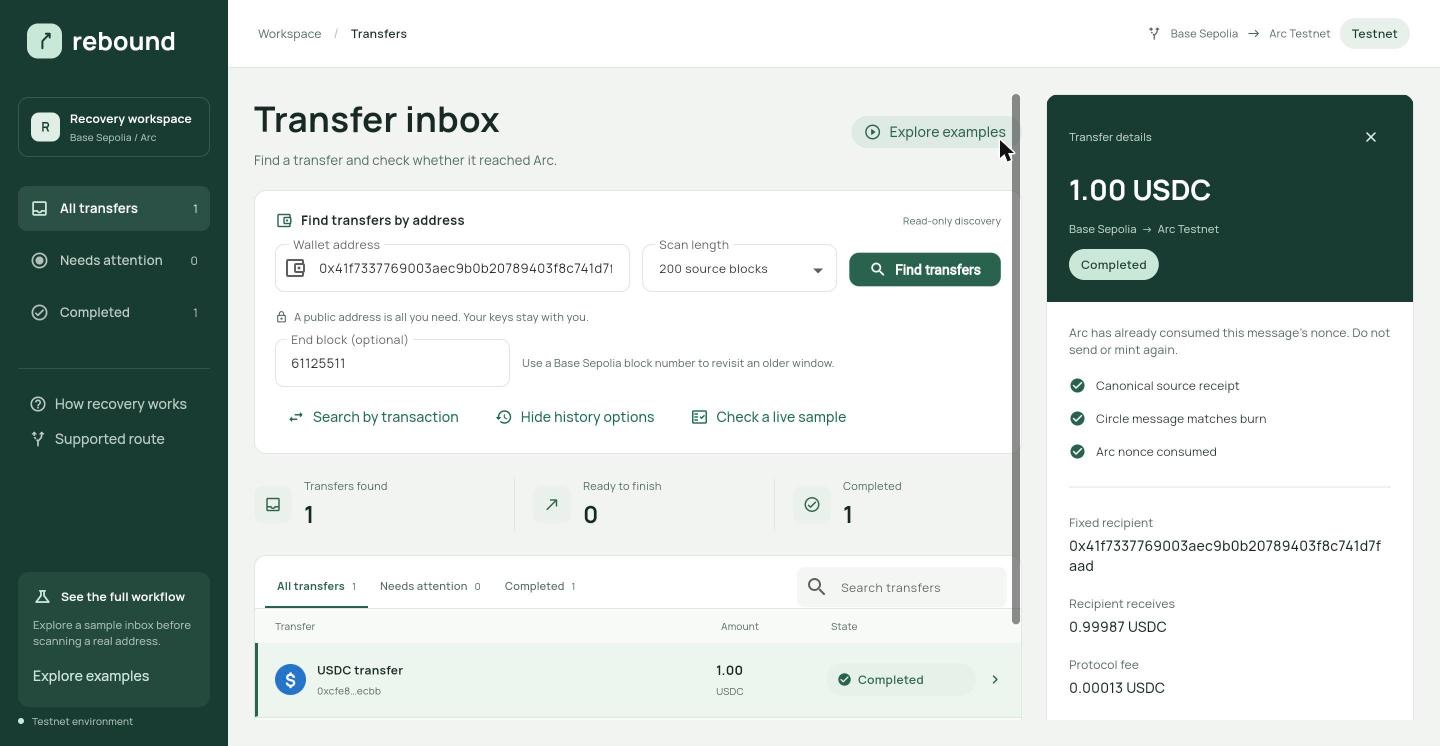 rebound
R
Recovery workspace
Base Sepolia / Arc
All transfers 1
Needs attention 0
Completed 1
How recovery works
Supported route
See the full workflow
Explore a sample inbox before
scanning a real address.
Explore examples
Testnet environment
Workspace / Transfers
Base Sepolia → Arc Testnet Testnet
Transfer inbox
Find a transfer and check whether it reached Arc.
Explore examples
Find transfers by address
Read-only discovery
Wallet address
0x41f7337769003aec9b0b20789403f8c741d7f
Scan length
200 source blocks
Find transfers
A public address is all you need. Your keys stay with you.
End block (optional)
61125511
Use a Base Sepolia block number to revisit an older window.
Search by transaction
Hide history options
Check a live sample
Transfers found
1
Ready to finish
0
Completed
1
All transfers 1
Needs attention 0
Completed 1
Search transfers
Transfer Amount State
USDC transfer
0xcfe8...ecbb
1.00
USDC
Completed
Transfer details
1.00 USDC
Base Sepolia → Arc Testnet
Completed
Arc has already consumed this message's nonce. Do not
send or mint again.
Canonical source receipt
Circle message matches burn
Arc nonce consumed
Fixed recipient
0x41f7337769003aec9b0b20789403f8c741d7f
aad
Recipient receives
0.99987 USDC
Protocol fee
0.00013 USDC